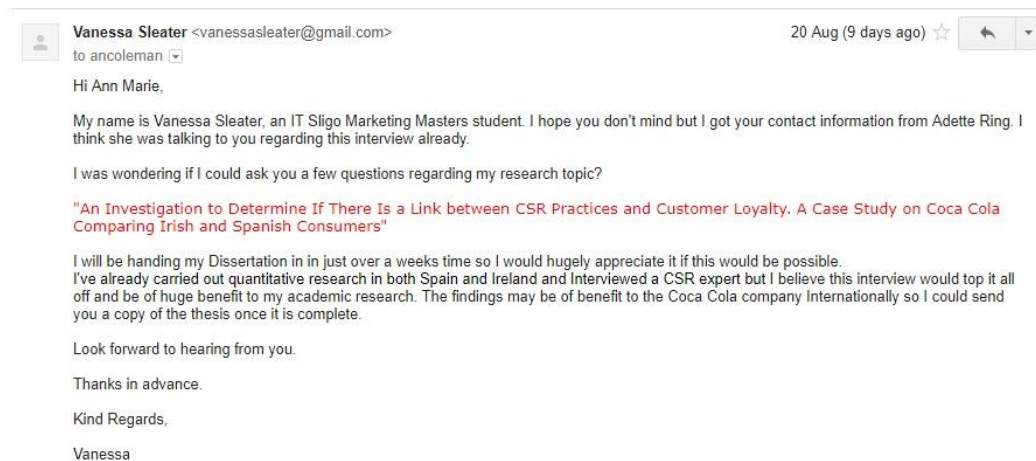 Vanessa Sleater <vanessasleater@gmail.com>
20 Aug (9 days ago)
to ancoleman
Hi Ann Marie,
My name is Vanessa Sleater, an IT Sligo Marketing Masters student. I hope you don't mind but I got your contact information from Adette Ring. I
think she was talking to you regarding this interview already.
I was wondering if I could ask you a few questions regarding my research topic?
"An Investigation to Determine If There Is a Link between CSR Practices and Customer Loyalty. A Case Study on Coca Cola
Comparing Irish and Spanish Consumers"
I will be handing my Dissertation in in just over a weeks time so I would hugely appreciate it if this would be possible.
I've already carried out quantitative research in both Spain and Ireland and Interviewed a CSR expert but I believe this interview would top it all
off and be of huge benefit to my academic research. The findings may be of benefit to the Coca Cola company Internationally so I could send
you a copy of the thesis once it is complete.
Look forward to hearing from you.
Thanks in advance.
Kind Regards,
Vanessa